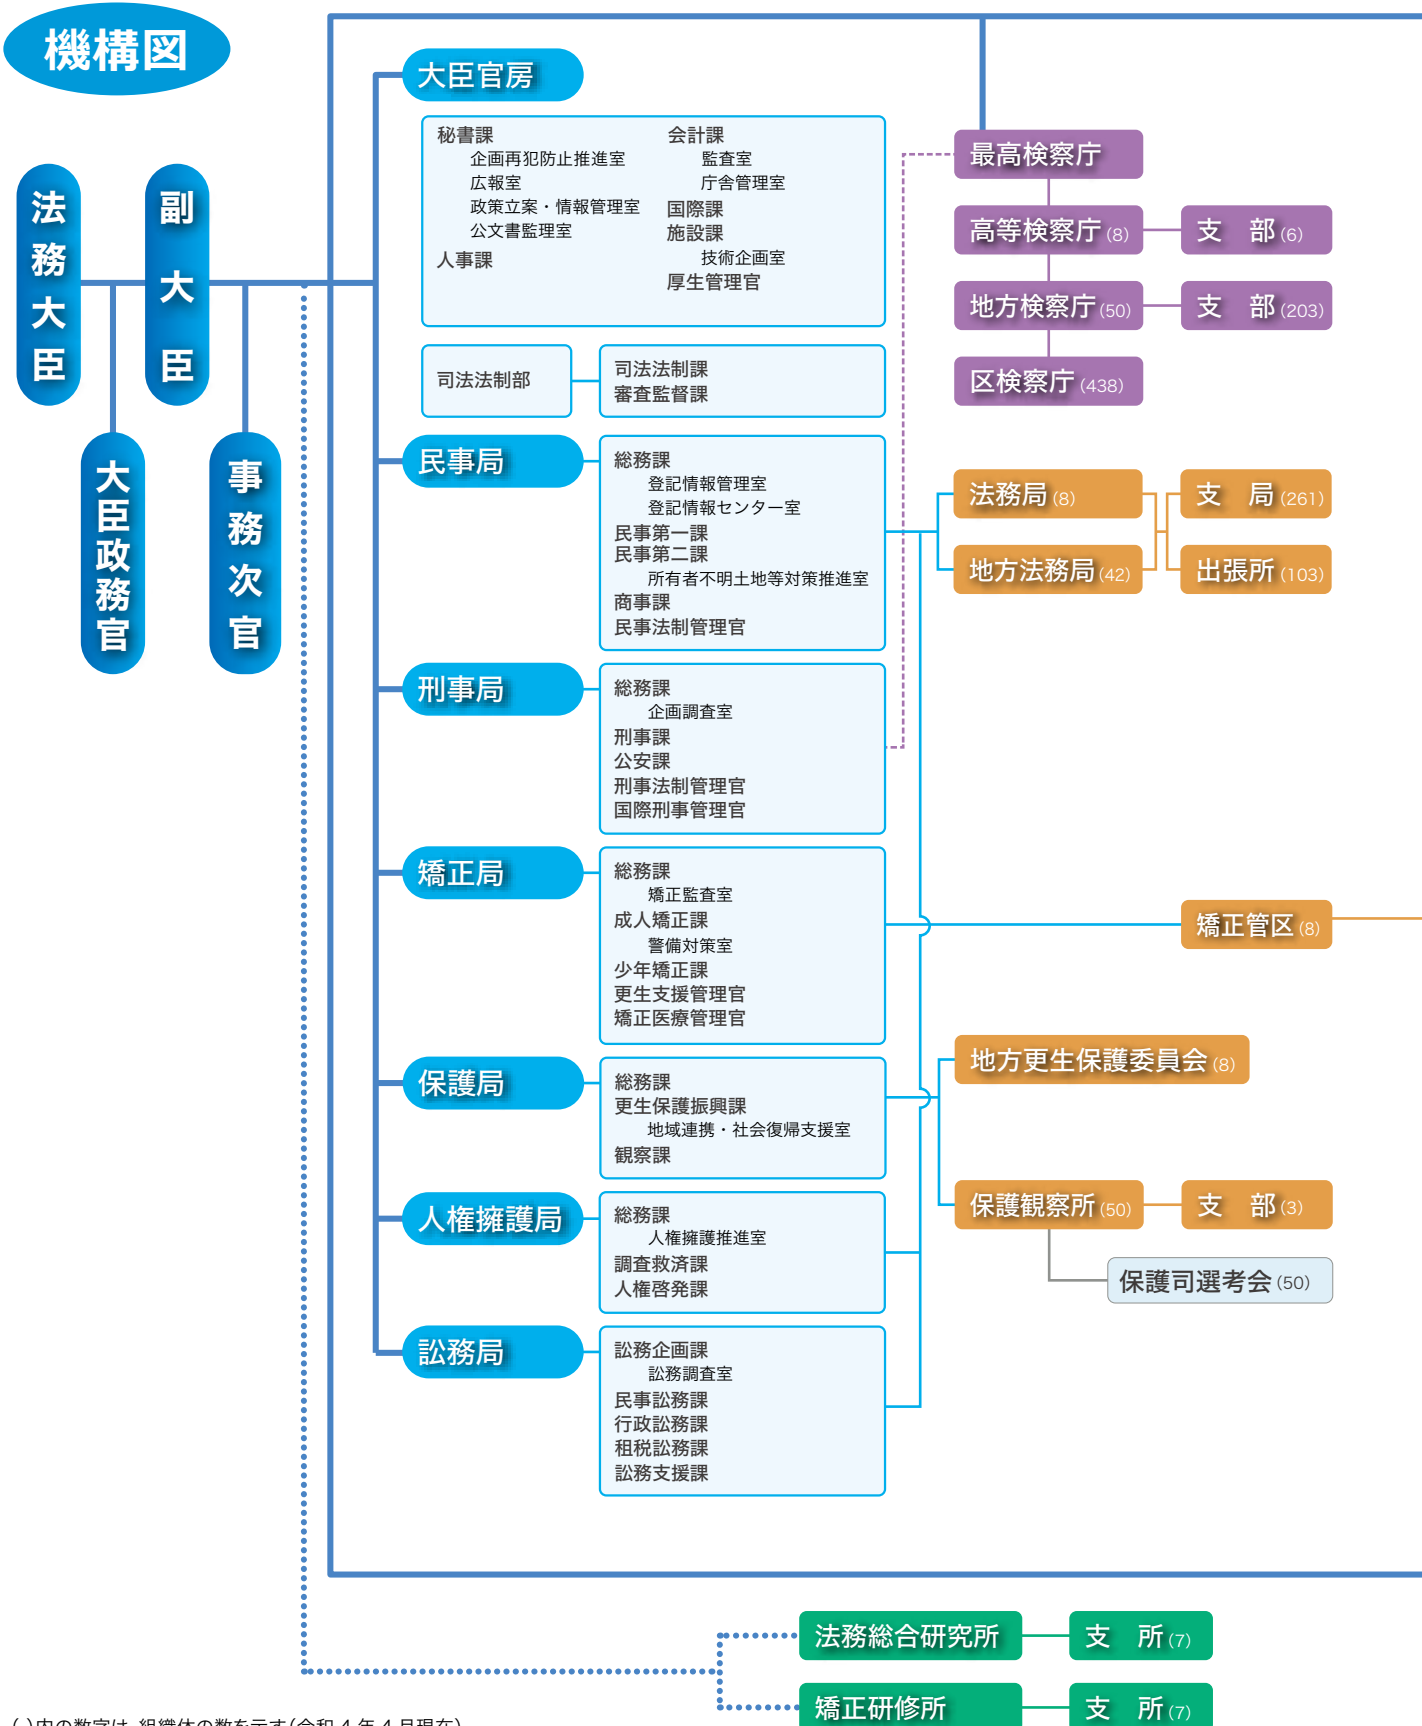 機構図
法務大臣
副大臣
大臣政務官
事務次官
大臣官房
秘書課
企画再犯防止推進室
広報室
政策立案・情報管理室
公文書監理室
人事課
会計課
監査室
庁舎管理室
国際課
施設課
技術企画室
厚生管理官
司法法制部
司法法制課
審査監督課
民事局
総務課
登記情報管理室
登記情報センター室
民事第一課
民事第二課
所有者不明土地等対策推進室
商事課
民事法制管理官
刑事局
総務課
企画調査室
刑事課
公安課
刑事法制管理官
国際刑事管理官
矯正局
総務課
矯正監査室
成人矯正課
警備対策室
少年矯正課
更生支援管理官
矯正医療管理官
保護局
総務課
更生保護振興課
地域連携・社会復帰支援室
観察課
人権擁護局
総務課
人権擁護推進室
調査救済課
人権啓発課
訟務局
訟務企画課
訟務調査室
民事訟務課
行政訟務課
租税訟務課
訟務支援課
最高検察庁
高等検察庁(8)
支　部(6)
地方検察庁(50)
支　部(203)
区検察庁(438)
法務局(8)
支　局(261)
地方法務局(42)
出張所(103)
矯正管区(8)
地方更生保護委員会(8)
保護観察所(50)
支　部(3)
保護司選考会(50)
法務総合研究所
支　所(7)
矯正研修所
支　所(7)
( )内の数字は、組織体の数を示す(令和 4 年 4 月現在)